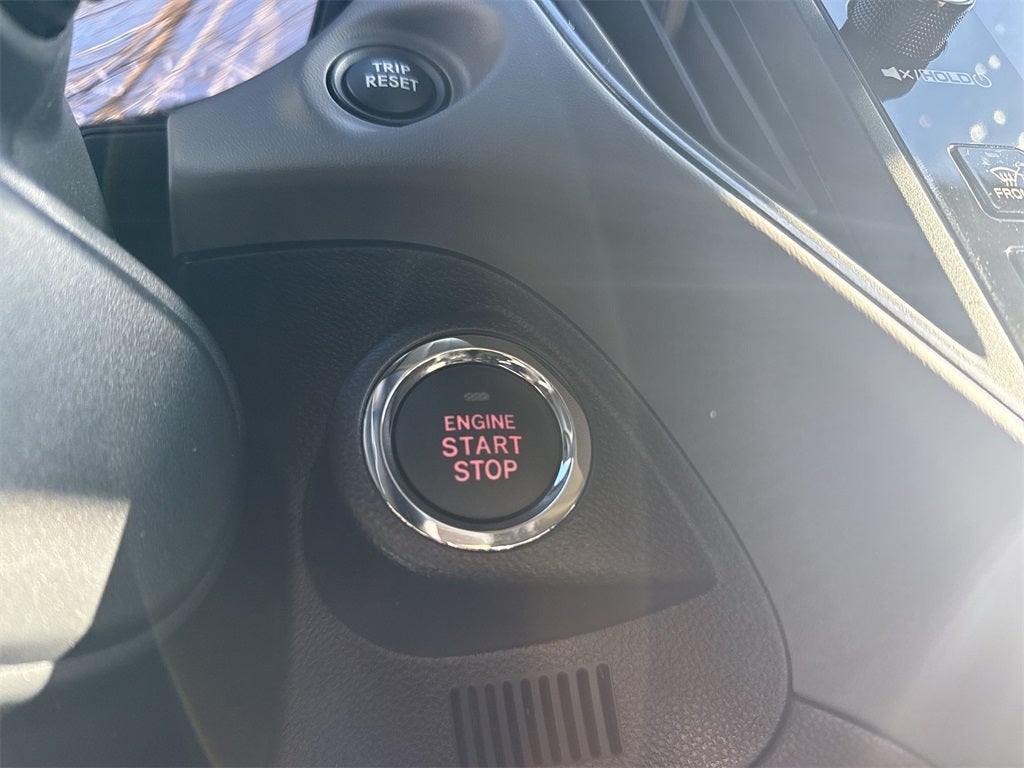 TRIP
RESET
/HOLD
ENGINE
START
STOP